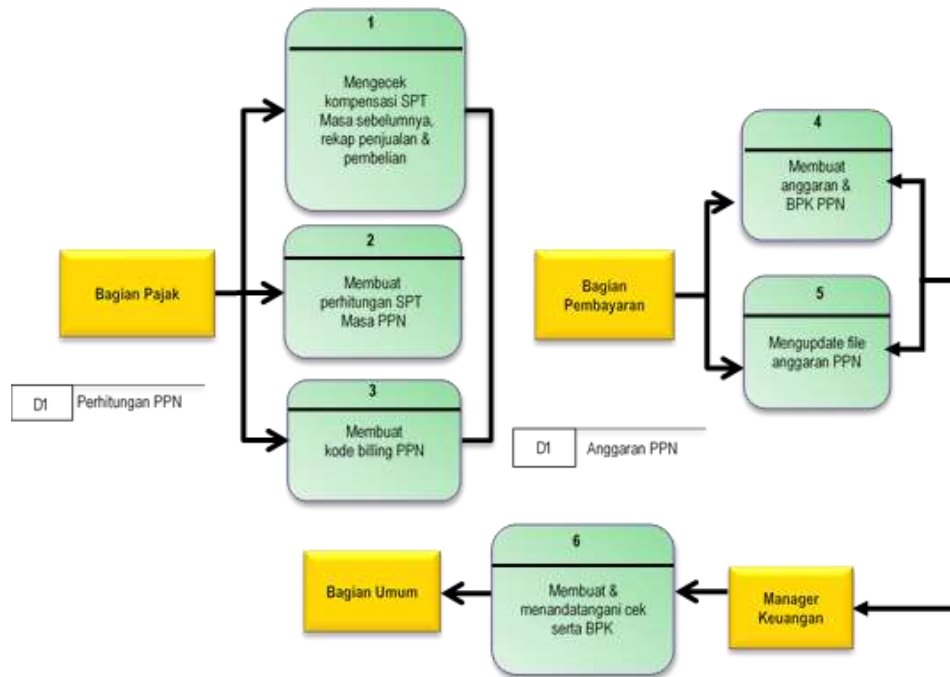 1
Mengecek
kompensasi SPT
Masa sebelumnya,
rekap penjualan &
pembelian
2
Membuat
perhitungan SPT
Masa PPN
3
Membuat
kode billing PPN
Bagian Pajak
D1 Perhitungan PPN
4
Membuat
anggaran &
BPK PPN
5
Mengupdate file
anggaran PPN
Bagian
Pembayaran
D1 Anggaran PPN
Bagian Umum
6
Membuat &
menandatangani cek
serta BPK
Manager
Keuangan